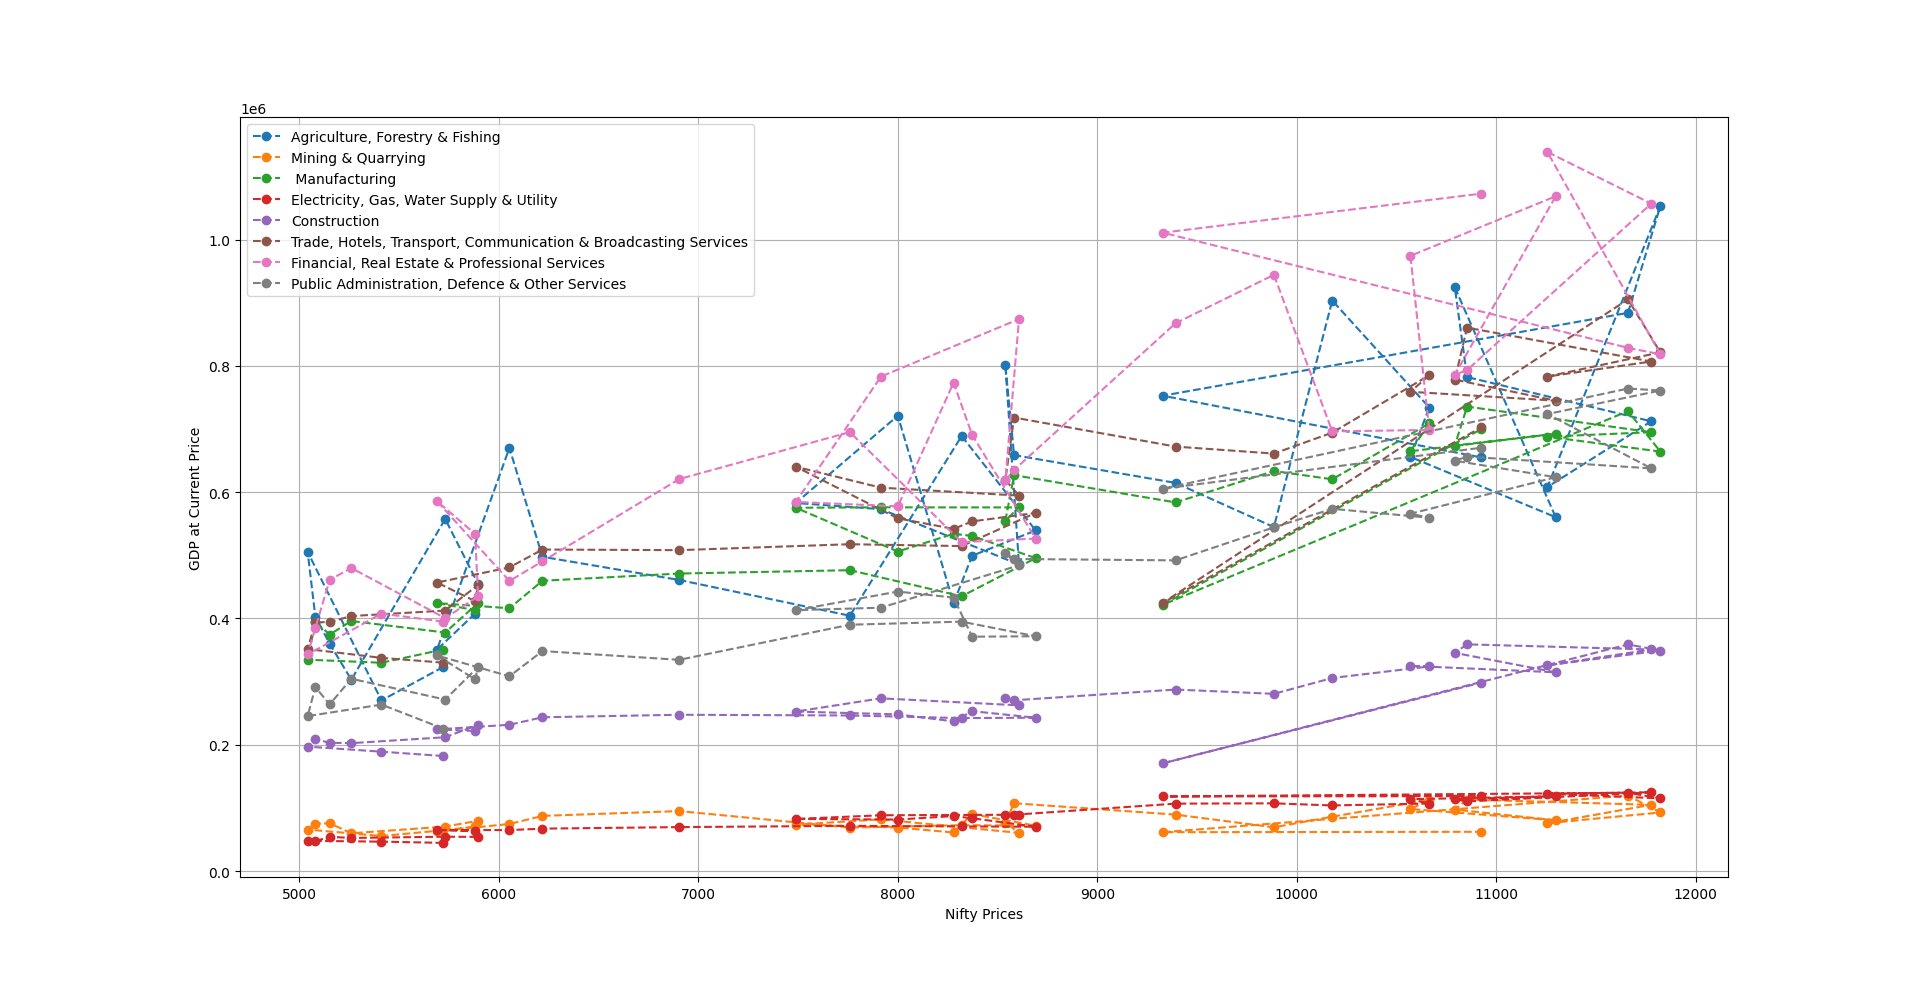 1e6
Agriculture, Forestry & Fishing
Mining & Quarrying
Manufacturing
Electricity, Gas, Water Supply & Utility
Construction
Trade, Hotels, Transport, Communication & Broadcasting Services
Financial, Real Estate & Professional Services
Public Administration, Defence & Other Services
1.0
0.8
0.6
0.4
0.2
0.0
GDP at Current Price
5000 6000 7000 8000 9000 10000 11000 12000
Nifty Prices